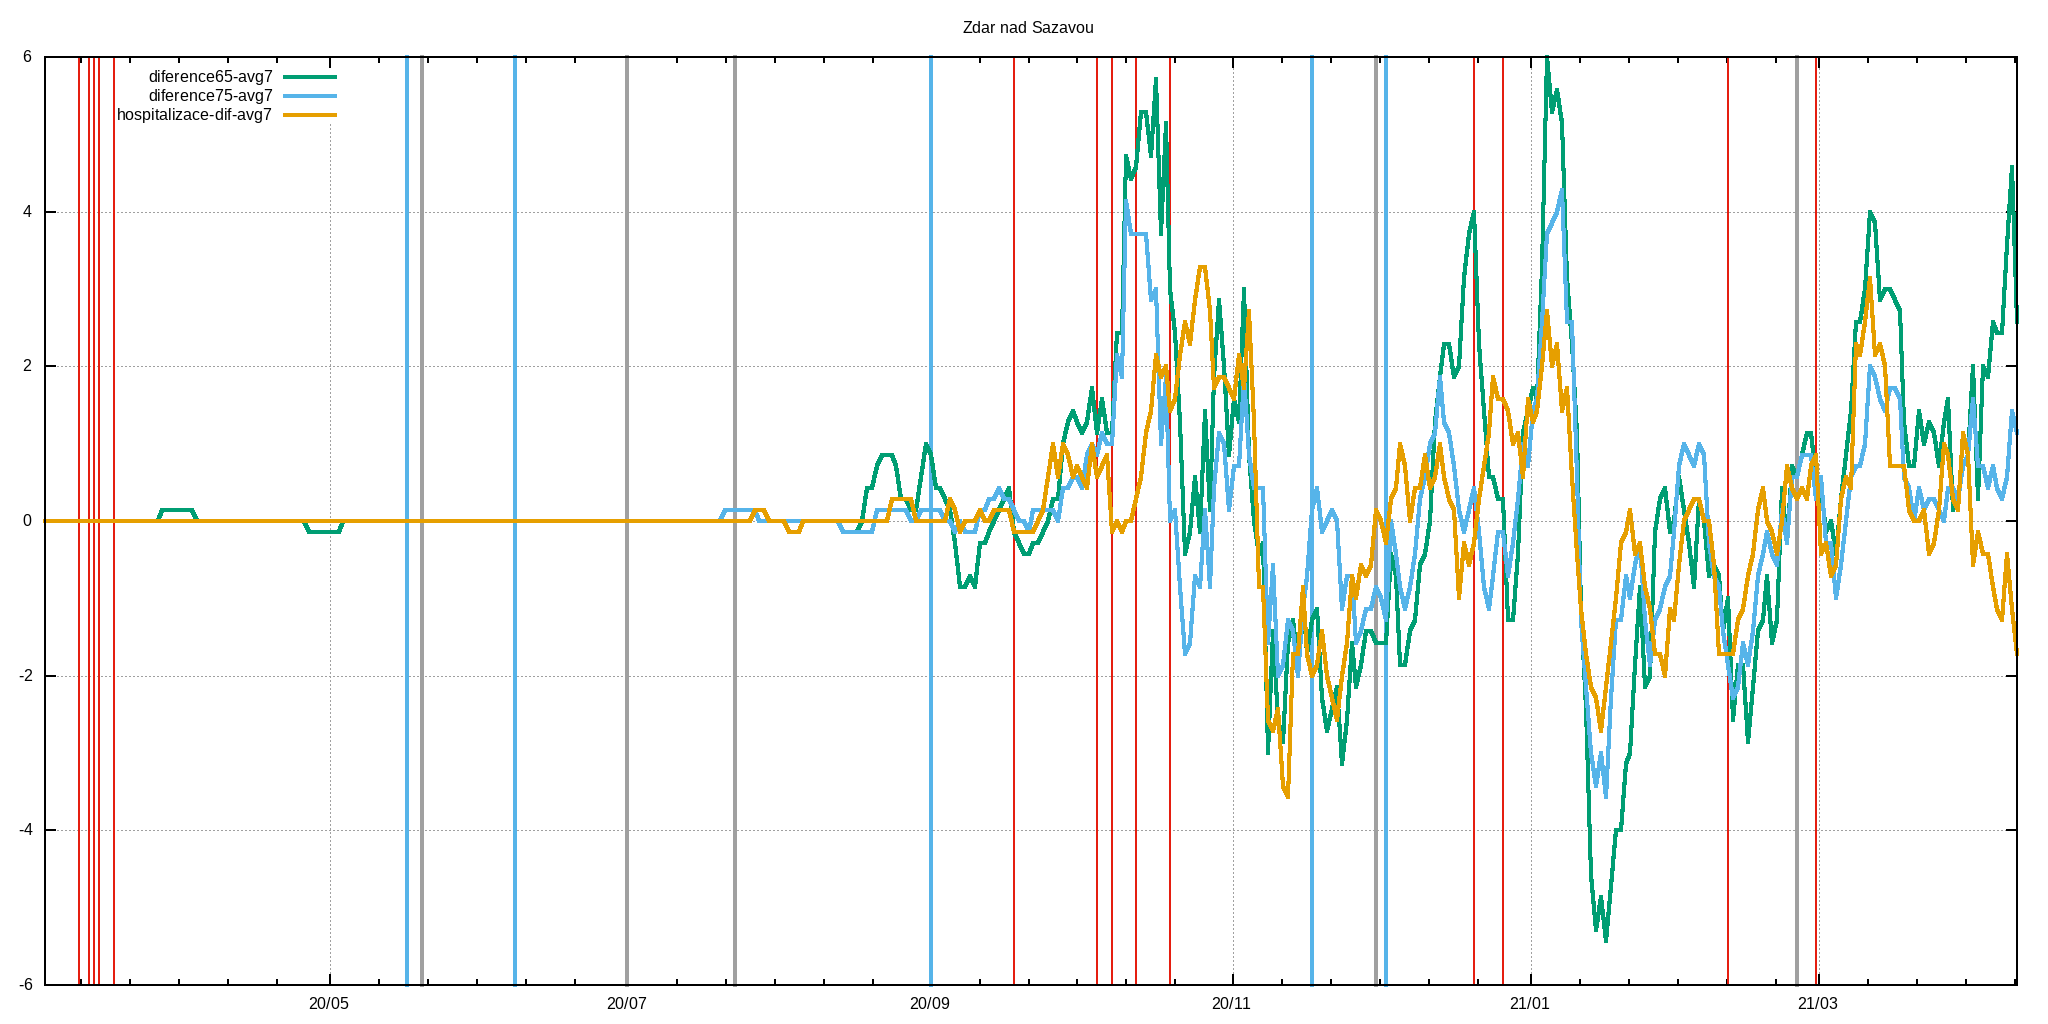 Zdar nad Sazavou
6
4
2
0
-2
-4
-6
diference65-avg7
diference75-avg7
hospitalizace-dif-avg7
20/05 20/07 20/09 20/11 21/01 21/03